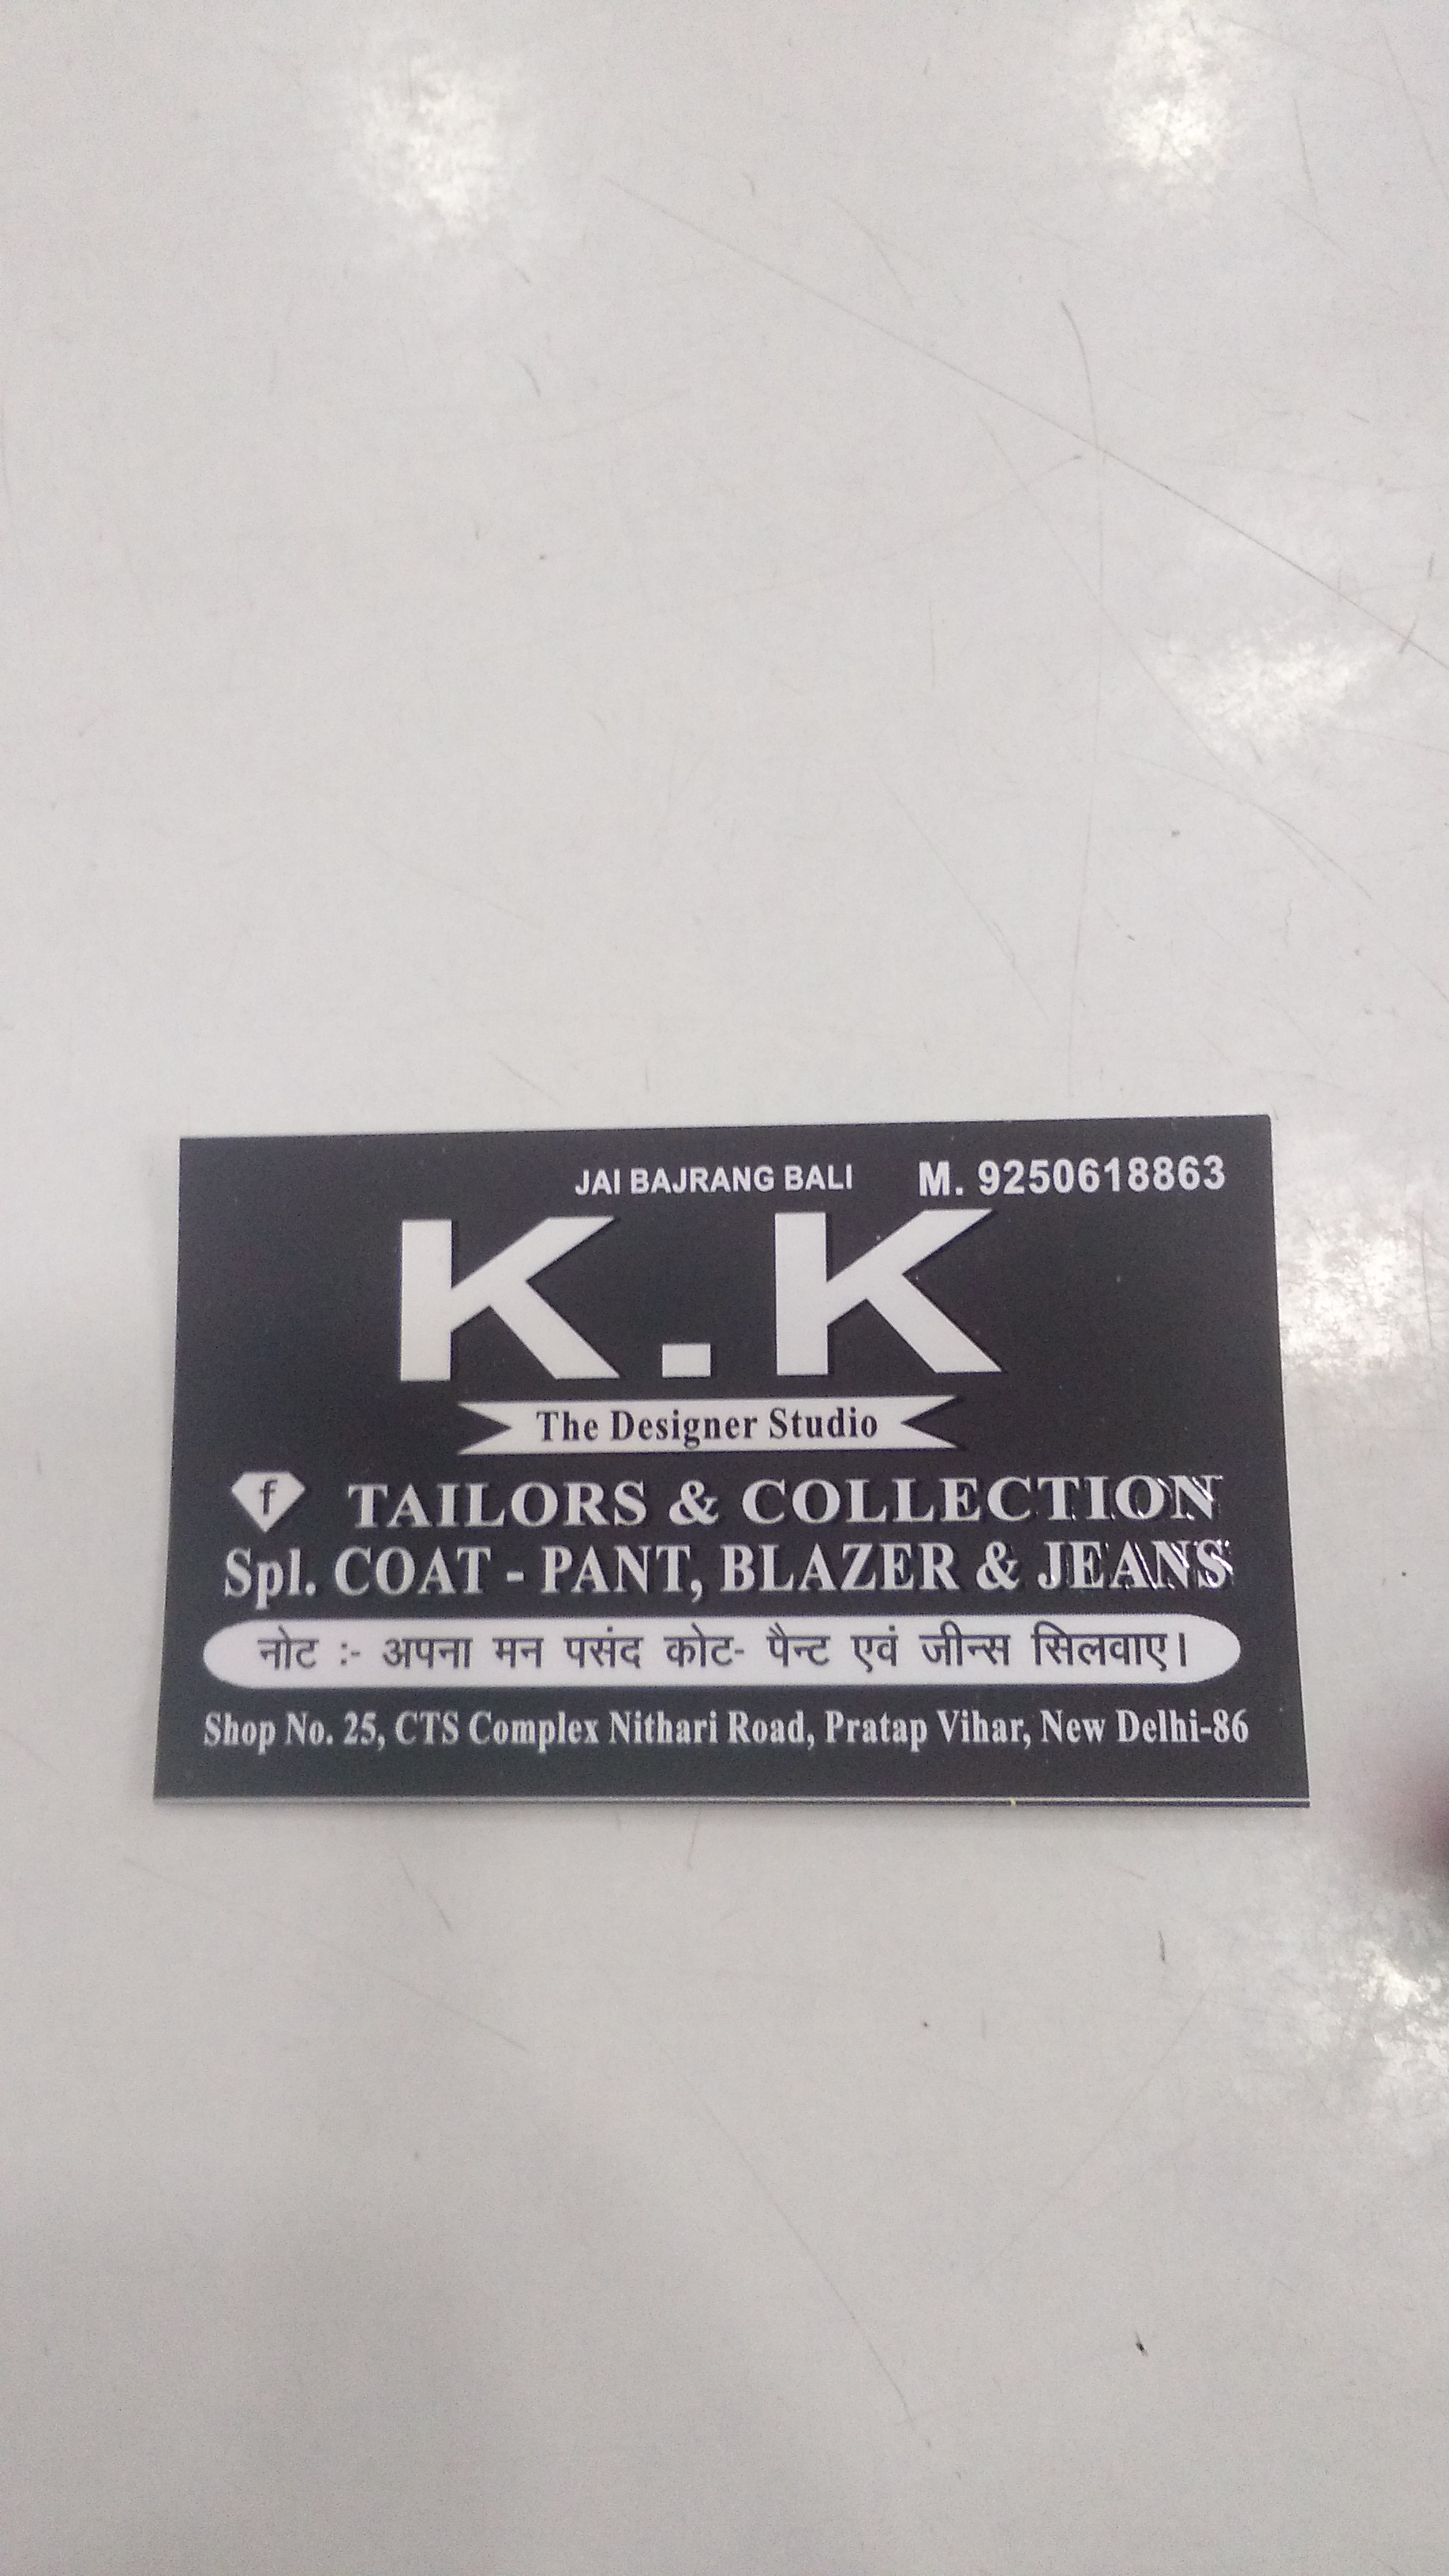 JAI BAJRANG BALI M. 9250618863
K.K
The Designer Studio
f TAILORS & COLLECTION
Spl. COAT - PANT, BLAZER & JEANS
नोट :- अपना मन पसंद कोट- पैन्ट एवं जीन्स सिलवाए।
Shop No. 25, CTS Complex Nithari Road, Pratap Vihar, New Delhi-86